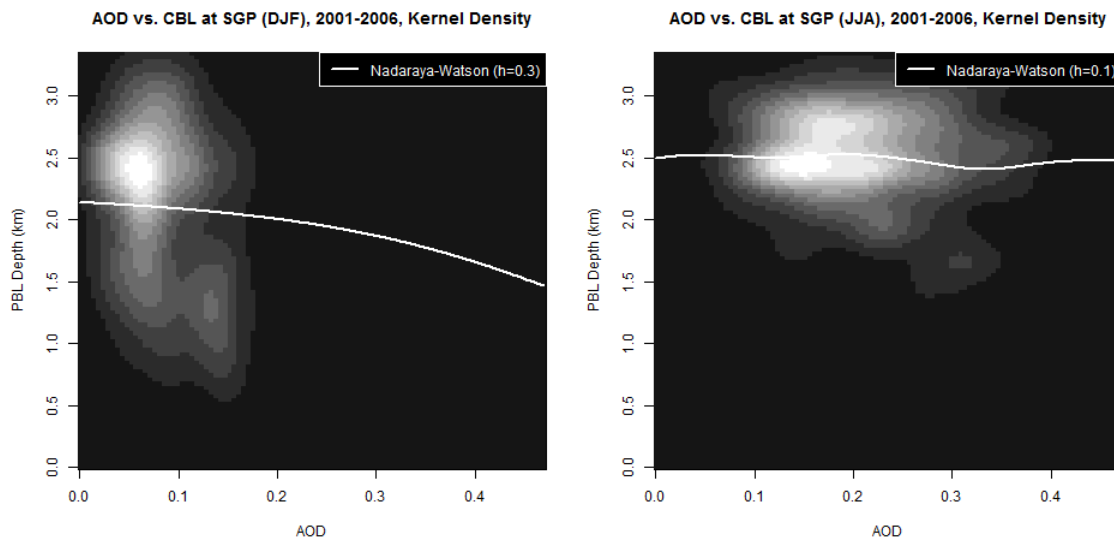 AOD vs. CBL at SGP (DJF), 2001-2006, Kernel Density
Nadaraya-Watson (h=0.3)
PBL Depth (km)
3.0
2.5
2.0
1.5
1.0
0.5
0.0
0.0 0.1 0.2 0.3 0.4
AOD
AOD vs. CBL at SGP (JJA), 2001-2006, Kernel Density
Nadaraya-Watson (h=0.1)
PBL Depth (km)
3.0
2.5
2.0
1.5
1.0
0.5
0.0
0.0 0.1 0.2 0.3 0.4
AOD